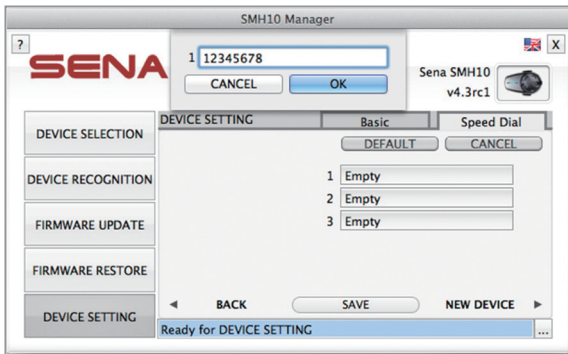 SMH10 Manager
?
X
SENA
1 12345678
CANCEL OK
Sena SMH10
v4.3rc1
DEVICE SELECTION
DEVICE RECOGNITION
FIRMWARE UPDATE
FIRMWARE RESTORE
DEVICE SETTING
DEVICE SETTING Basic Speed Dial
DEFAULT CANCEL
1 Empty
2 Empty
3 Empty
◀ BACK SAVE NEW DEVICE ▶
Ready for DEVICE SETTING ...